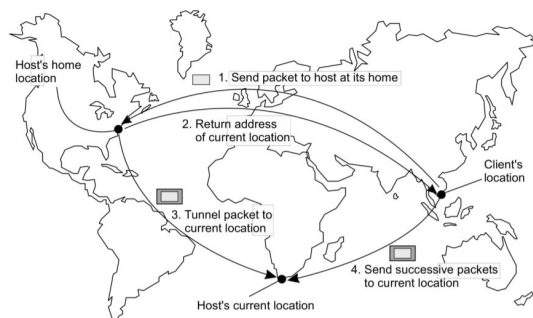 Host's home
location
1. Send packet to host at its home
2. Return address
of current location
Client's
location
3. Tunnel packet to
current location
4. Send successive packets
to current location
Host's current location